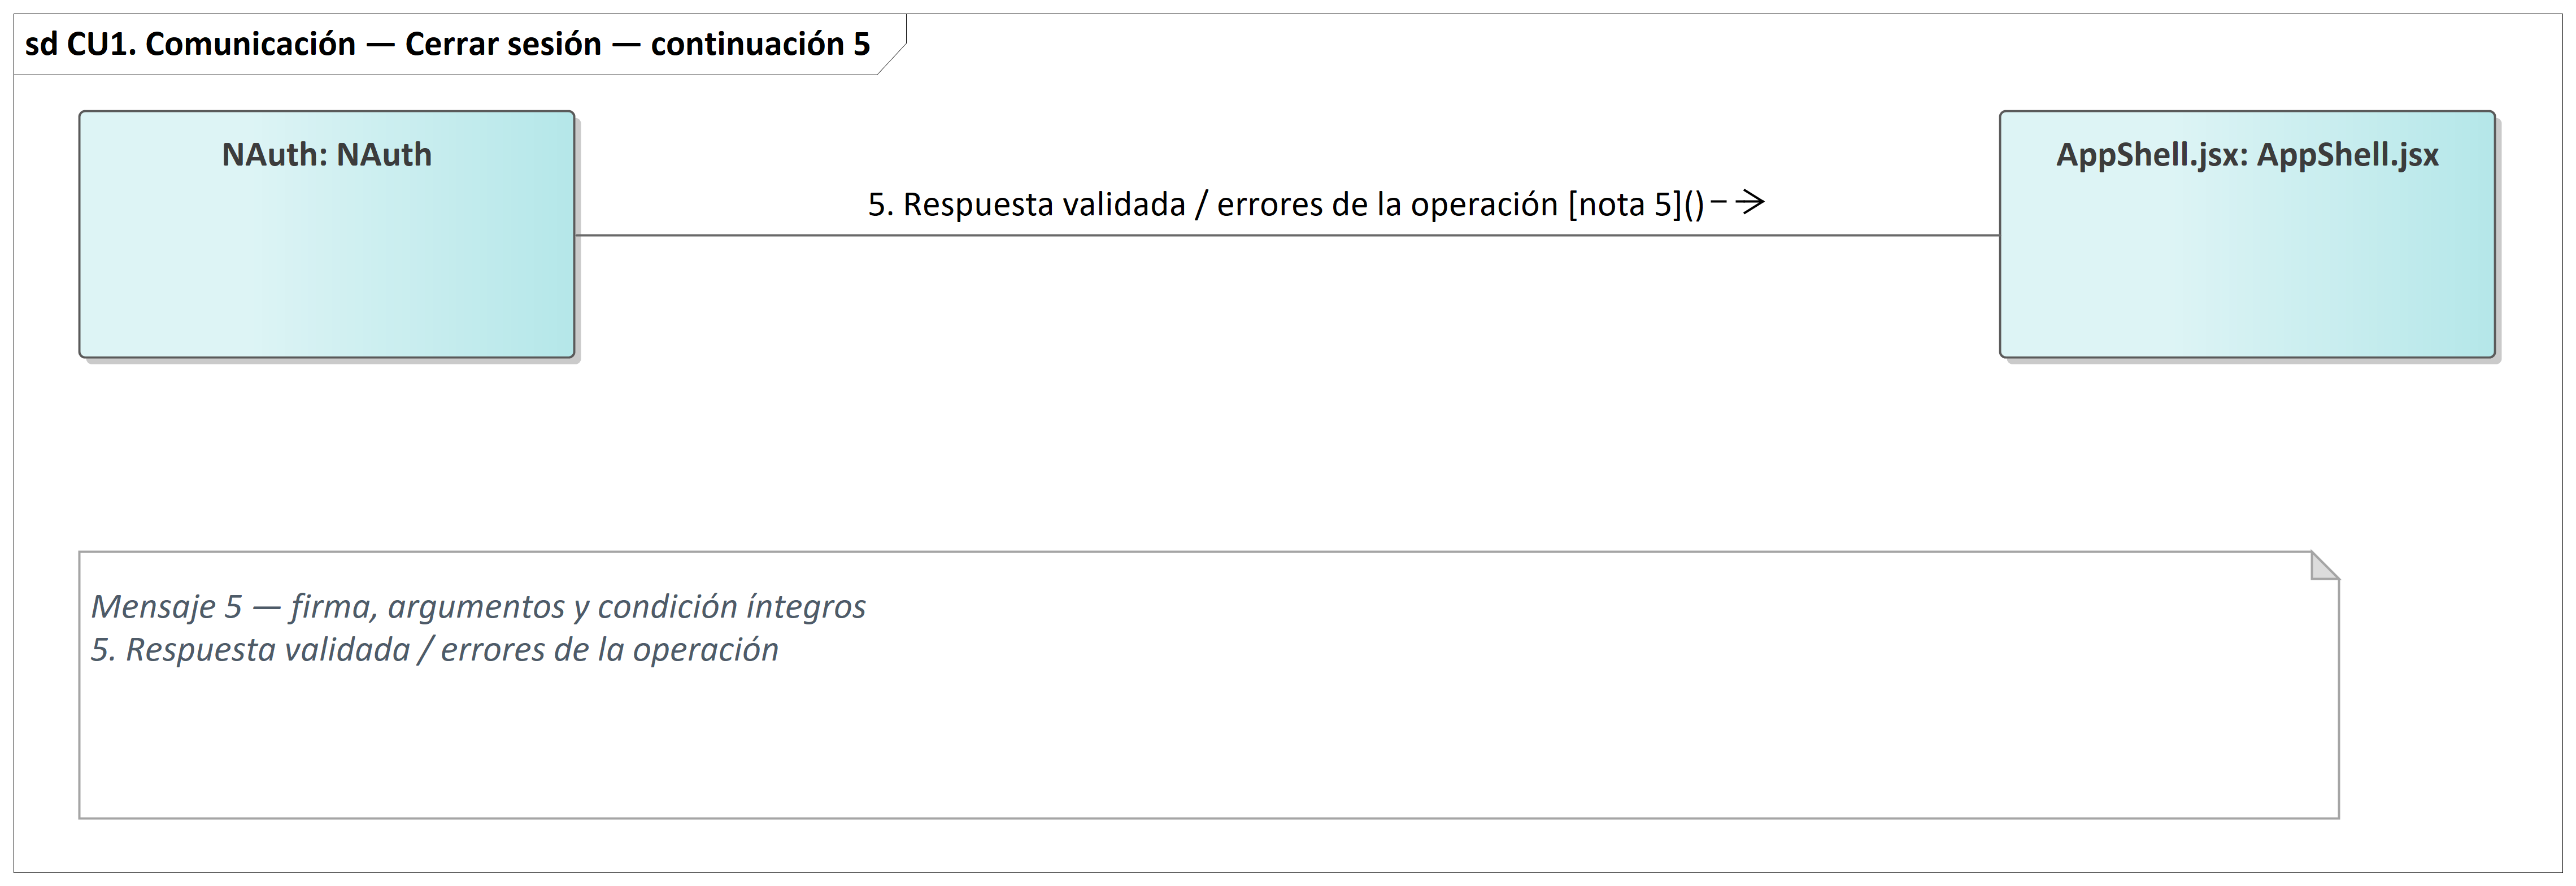 sd CU1. Comunicación — Cerrar sesión — continuación 5
NAuth: NAuth
AppShell.jsx: AppShell.jsx
5. Respuesta validada / errores de la operación [nota 5]()
Mensaje 5 — firma, argumentos y condición íntegros
5. Respuesta validada / errores de la operación